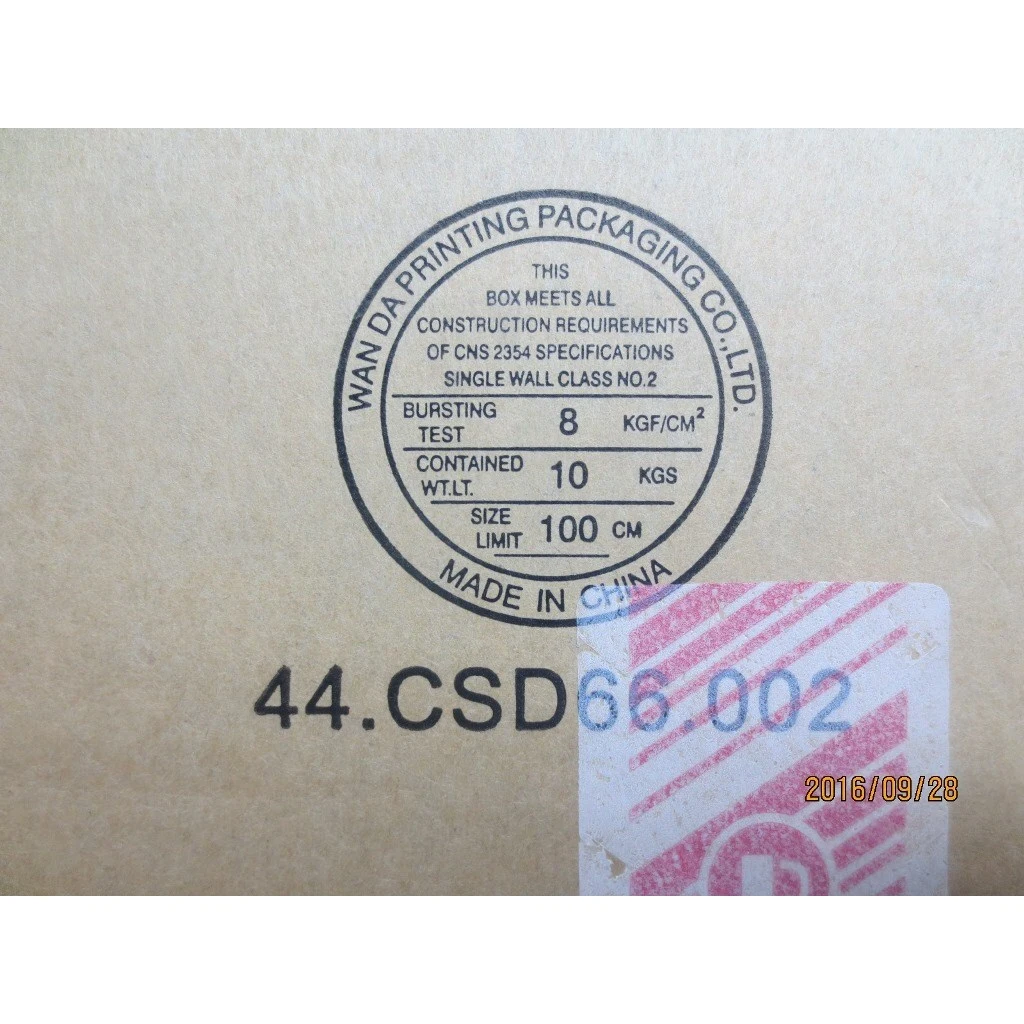 WAN DA PRINTING PACKAGING CO.,LTD.
THIS
BOX MEETS ALL
CONSTRUCTION REQUIREMENTS
OF CNS 2354 SPECIFICATIONS
SINGLE WALL CLASS NO.2
BURSTING TEST 8 KGF/CM²
CONTAINED WT.LT. 10 KGS
SIZE LIMIT 100 CM
MADE IN CHINA
44.CSD66.002
2016/09/28